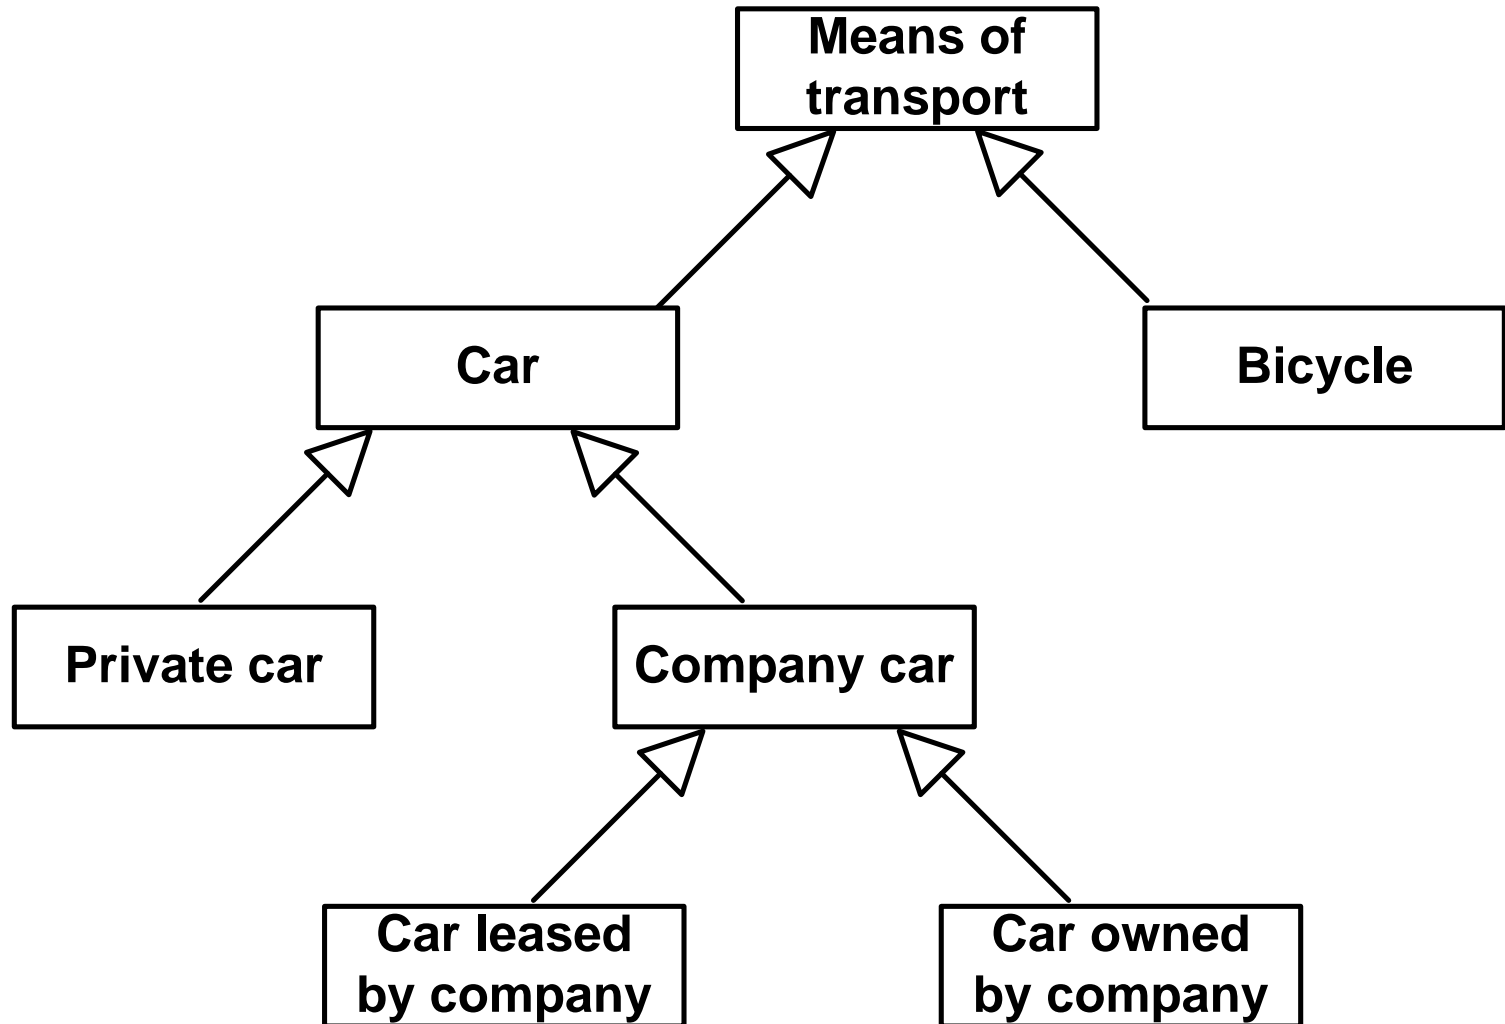 Means of
transport
Car
Bicycle
Private car
Company car
Car leased
by company
Car owned
by company